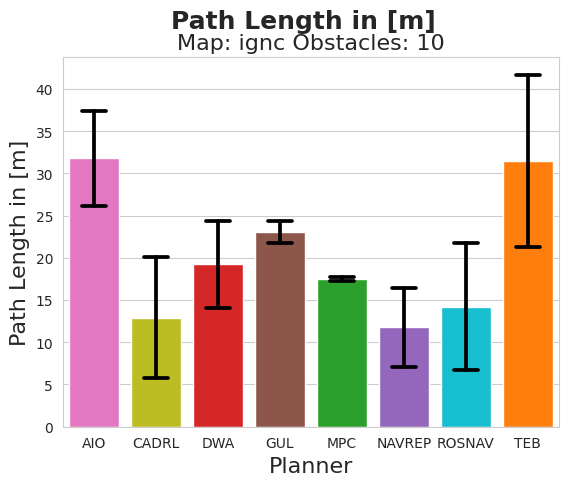 Path Length in [m]
Map: ignc Obstacles: 10
Path Length in [m]
40
35
30
25
20
15
10
5
0
AIO CADRL DWA GUL MPC NAVREP ROSNAV TEB
Planner